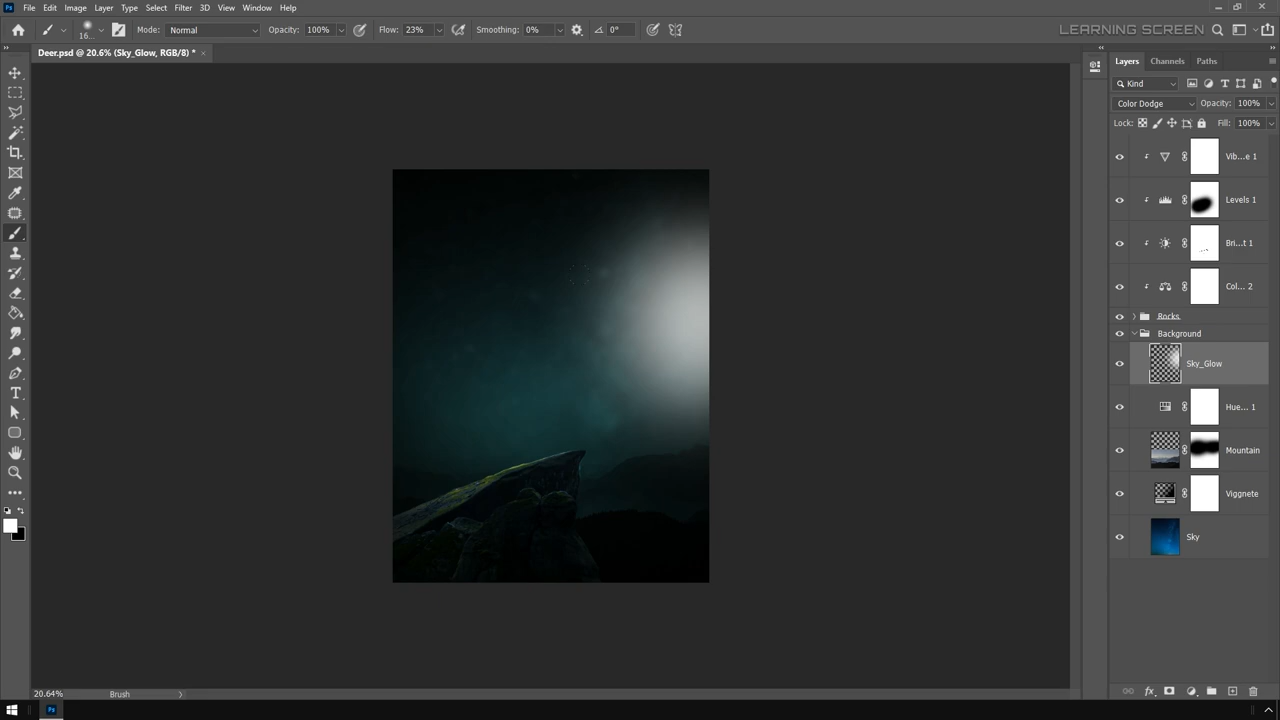 Ps File Edit Image Layer Type Select Filter 3D View Window Help
16... Mode: Normal Opacity: 100% Flow: 23% Smoothing: 0% 0° LEARNING SCREEN
Deer.psd @ 20.6% (Sky_Glow, RGB/8) * ×
Layers Channels Paths
Kind
Color Dodge Opacity: 100%
Lock: Fill: 100%
Vib...e 1
Levels 1
Bri...t 1
Col... 2
Rocks
Background
Sky_Glow
Hue... 1
Mountain
Viggnete
Sky
20.64% Brush
Ps